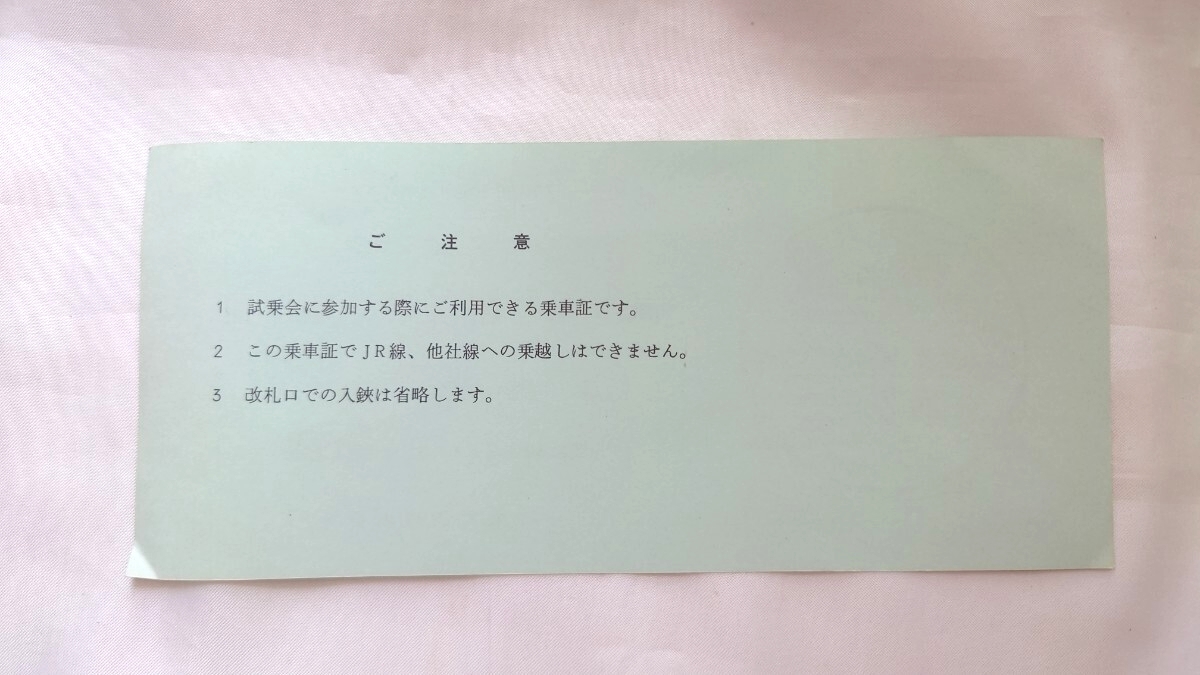 ご注意
1 試乗会に参加する際にご利用できる乗車証です。
2 この乗車証でJR線、他社線への乗越しはできません。
3 改札口での入鋏は省略します。